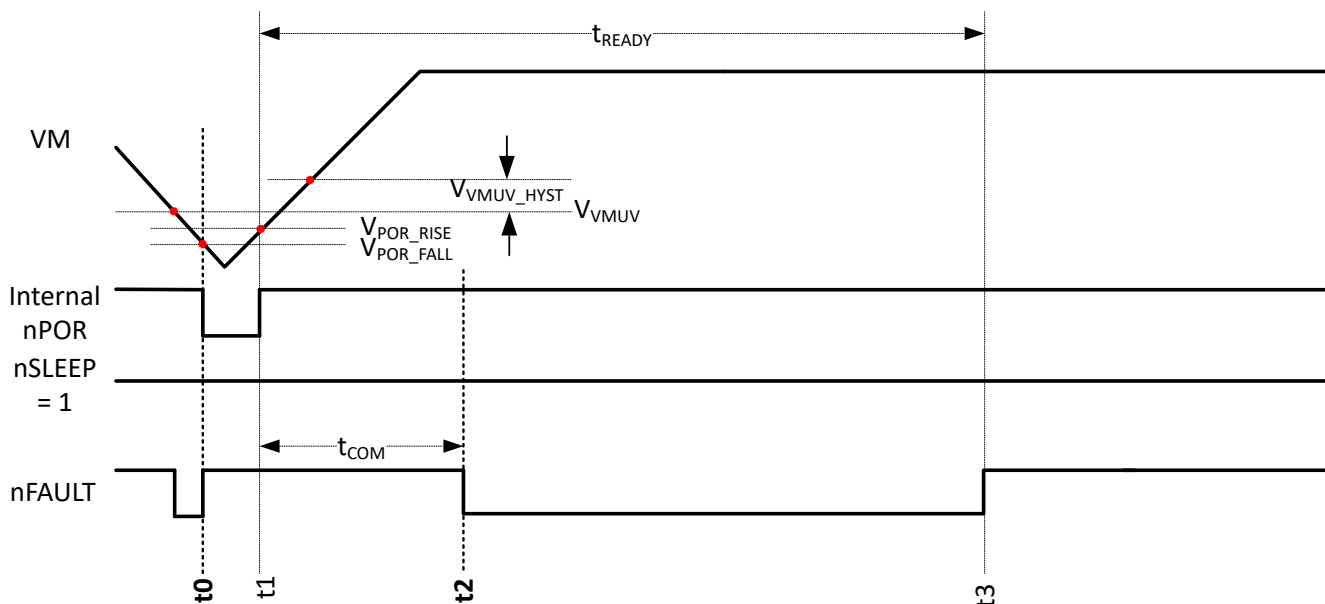 tREADY
VM
VVMUV_HYST
VVMUV
VPOR_RISE
VPOR_FALL
Internal
nPOR
nSLEEP
= 1
tCOM
nFAULT
t0
t1
t2
t3